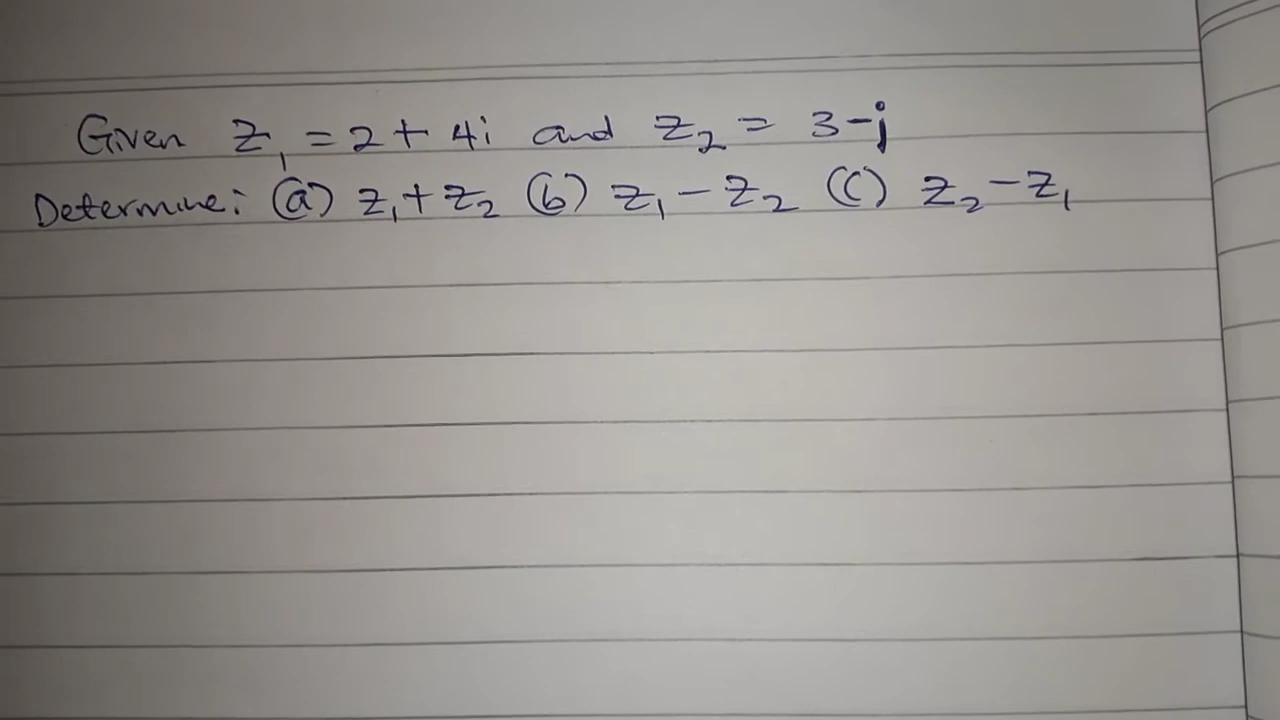 Given z₁ = 2 + 4i and z₂ = 3 - j
Determine: (a) z₁ + z₂ (b) z₁ - z₂ (c) z₂ - z₁